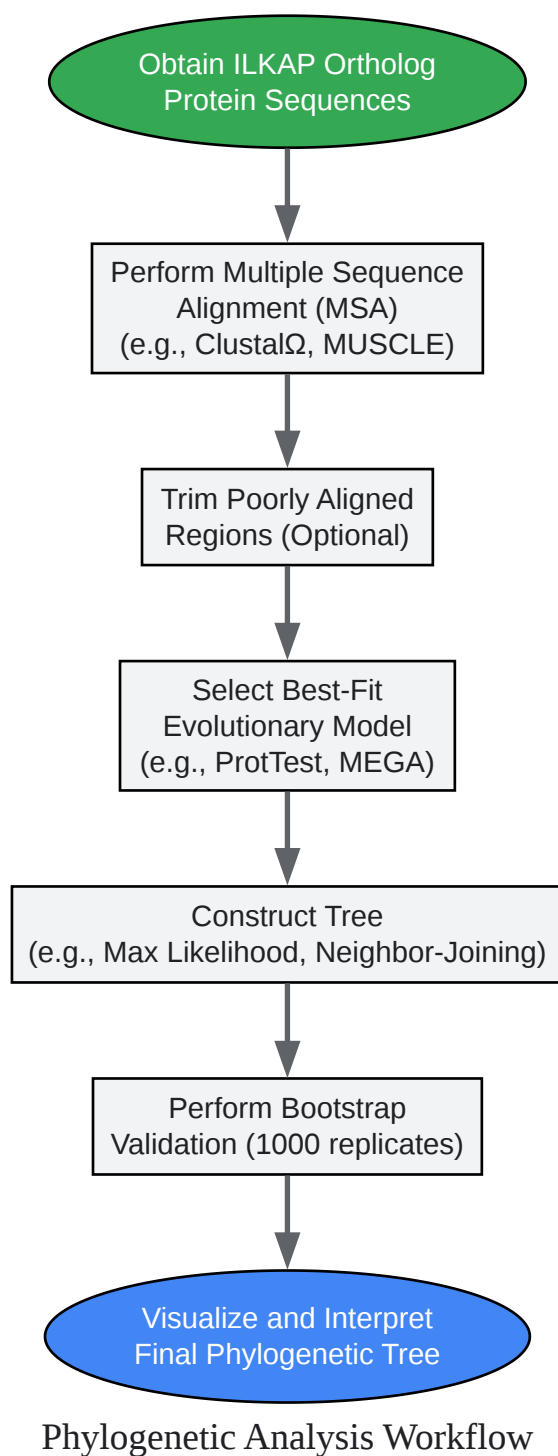 Obtain ILKAP Ortholog
Protein Sequences
Perform Multiple Sequence
Alignment (MSA)
(e.g., ClustalΩ, MUSCLE)
Trim Poorly Aligned
Regions (Optional)
Select Best-Fit
Evolutionary Model
(e.g., ProtTest, MEGA)
Construct Tree
(e.g., Max Likelihood, Neighbor-Joining)
Perform Bootstrap
Validation (1000 replicates)
Visualize and Interpret
Final Phylogenetic Tree
Phylogenetic Analysis Workflow